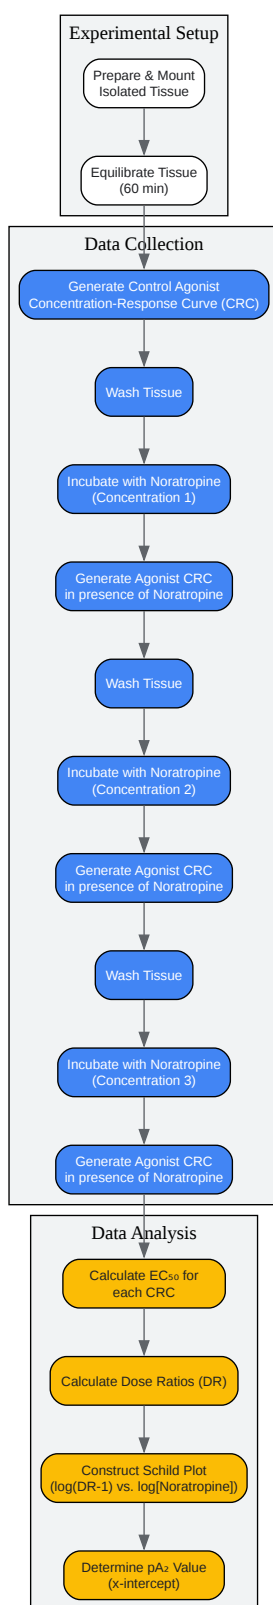 Experimental Setup
Prepare & Mount
Isolated Tissue
Equilibrate Tissue
(60 min)
Data Collection
Generate Control Agonist
Concentration-Response Curve (CRC)
Wash Tissue
Incubate with Noratropine
(Concentration 1)
Generate Agonist CRC
in presence of Noratropine
Wash Tissue
Incubate with Noratropine
(Concentration 2)
Generate Agonist CRC
in presence of Noratropine
Wash Tissue
Incubate with Noratropine
(Concentration 3)
Generate Agonist CRC
in presence of Noratropine
Data Analysis
Calculate EC₅₀ for
each CRC
Calculate Dose Ratios (DR)
Construct Schild Plot
(log(DR-1) vs. log[Noratropine])
Determine pA₂ Value
(x-intercept)